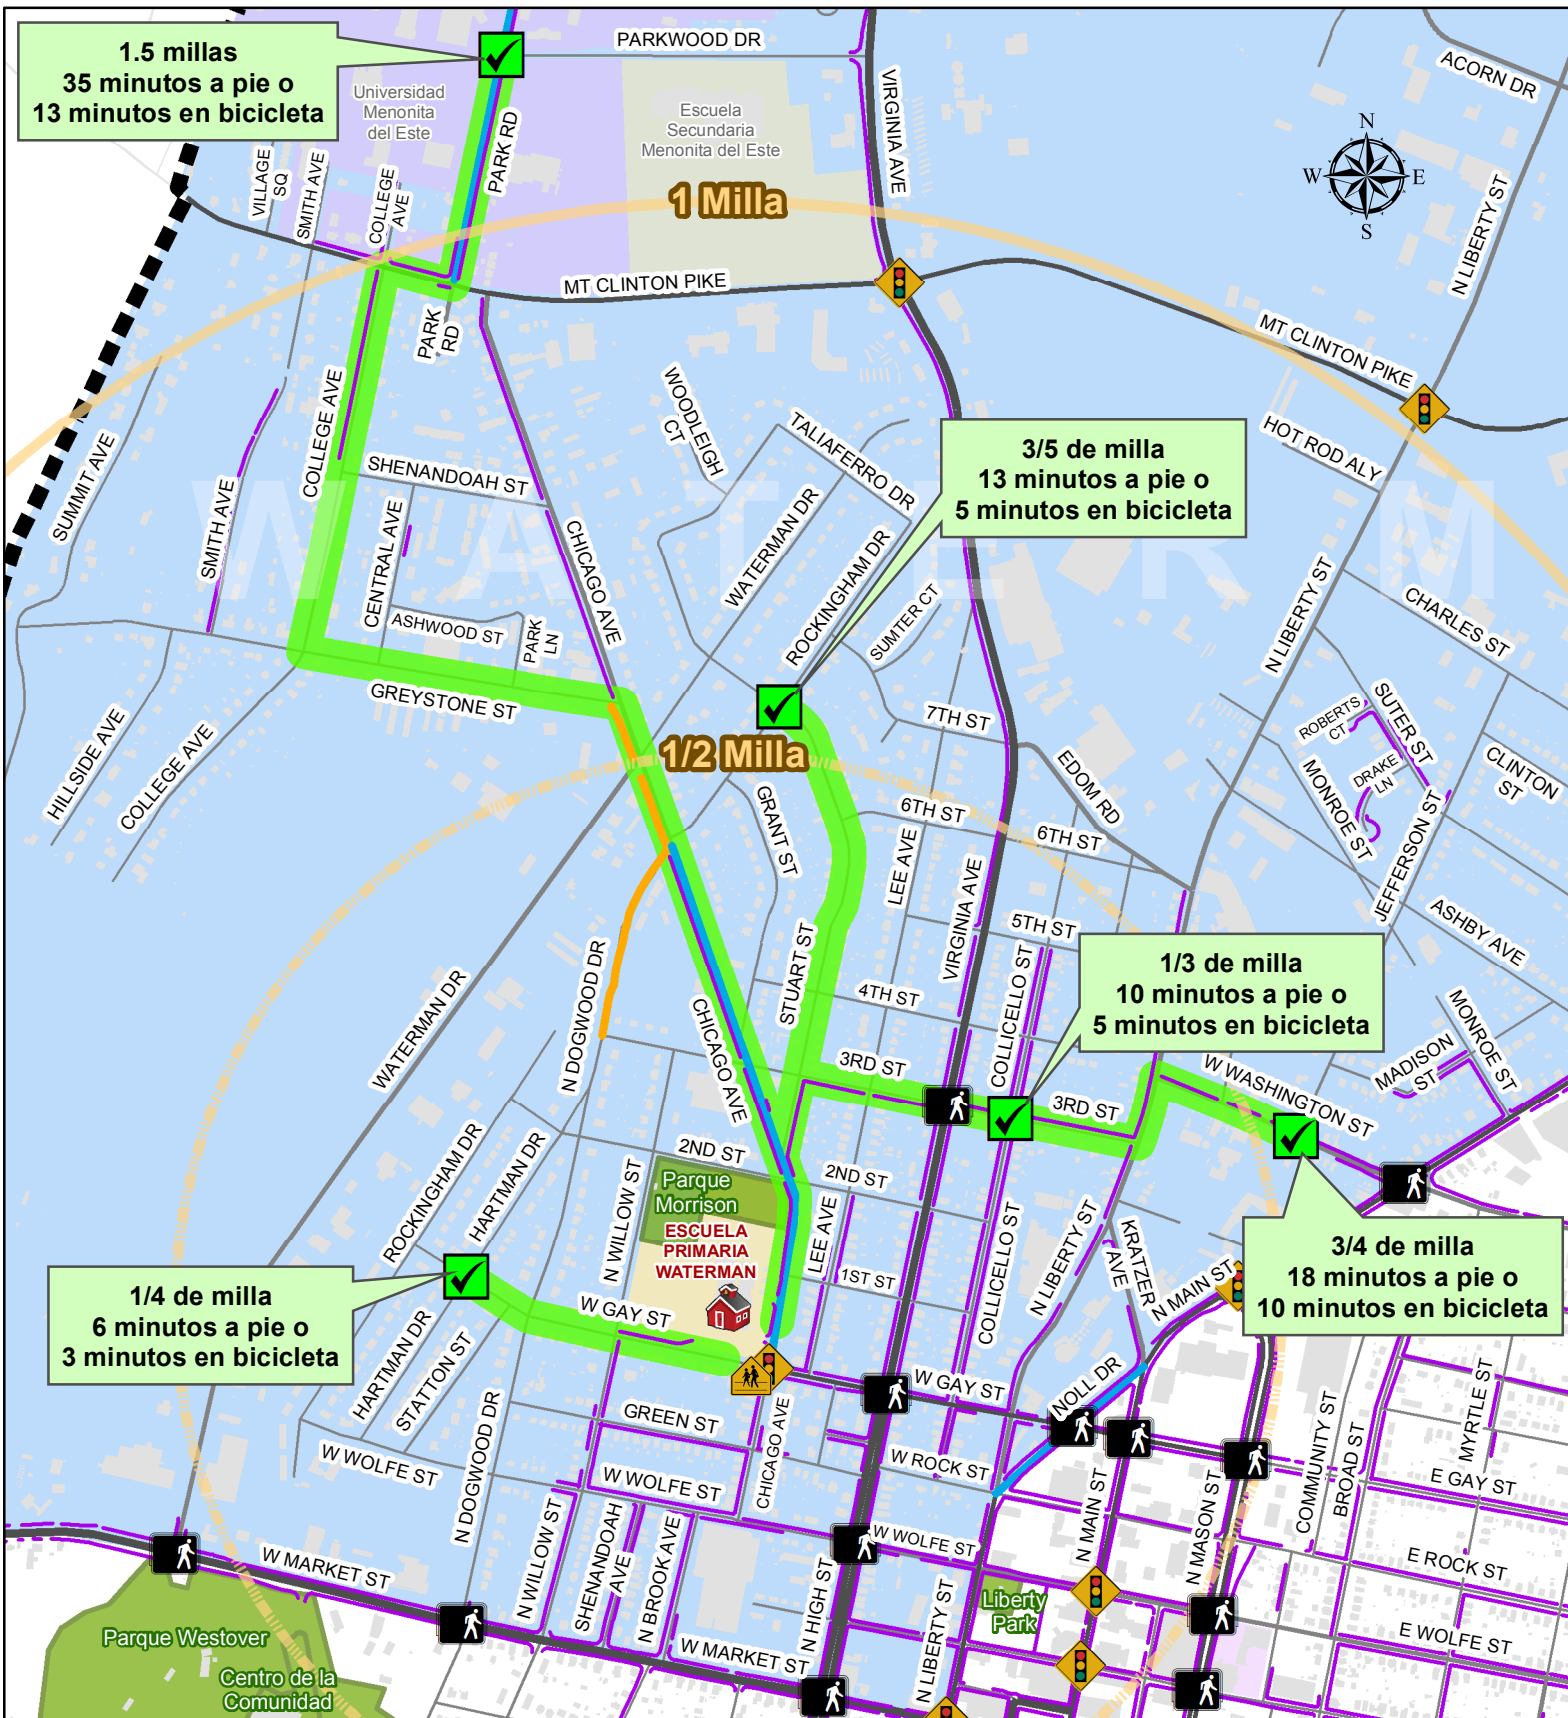 1.5 millas
35 minutos a pie o
13 minutos en bicicleta
PARKWOOD DR
ACORN DR
Universidad
Menonita
del Este
PARK RD
Escuela
Secundaria
Menonita del Este
VIRGINIA AVE
N
W
E
S
VILLAGE
SQ
SMITH AVE
COLLEGE
AVE
1 Milla
N LIBERTY ST
MT CLINTON PIKE
PARK
RD
MT CLINTON PIKE
COLLEGE AVE
WOODLEIGH
CT
TALIAFERRO DR
HOT ROD ALY
3/5 de milla
13 minutos a pie o
5 minutos en bicicleta
SUMMIT AVE
SMITH AVE
SHENANDOAH ST
CENTRAL AVE
CHICAGO AVE
WATERMAN DR
ROCKINGHAM DR
SUMTER CT
W A T E R M
N LIBERTY ST
CHARLES ST
ASHWOOD ST
PARK
LN
GREYSTONE ST
HILLSIDE AVE
COLLEGE AVE
7TH ST
EDOM RD
ROBERTS
CT
SUTER ST
DRAKE
LN
MONROE ST
CLINTON
ST
JEFFERSON ST
1/2 Milla
GRANT ST
6TH ST
6TH ST
LEE AVE
VIRGINIA AVE
5TH ST
ASHBY AVE
STUART ST
WATERMAN DR
N DOGWOOD DR
4TH ST
COLLICELLO ST
1/3 de milla
10 minutos a pie o
5 minutos en bicicleta
CHICAGO AVE
3RD ST
3RD ST
W WASHINGTON ST
MADISON
ST
MONROE ST
ROCKINGHAM DR
HARTMAN DR
2ND ST
2ND ST
N WILLOW ST
Parque
Morrison
ESCUELA
PRIMARIA
WATERMAN
LEE AVE
1ST ST
COLLICELLO ST
N LIBERTY ST
KRATZER
AVE
N MAIN ST
3/4 de milla
18 minutos a pie o
10 minutos en bicicleta
1/4 de milla
6 minutos a pie o
3 minutos en bicicleta
W GAY ST
HARTMAN DR
STATTON ST
N DOGWOOD DR
W GAY ST
NOLL DR
GREEN ST
CHICAGO AVE
W WOLFE ST
W WOLFE ST
W ROCK ST
N MAIN ST
N MASON ST
COMMUNITY ST
BROAD ST
MYRTLE ST
E GAY ST
W MARKET ST
N WILLOW ST
SHENANDOAH
AVE
N BROOK AVE
N HIGH ST
W WOLFE ST
E ROCK ST
Liberty
Park
E WOLFE ST
N LIBERTY ST
W MARKET ST
Parque Westover
Centro de la
Comunidad